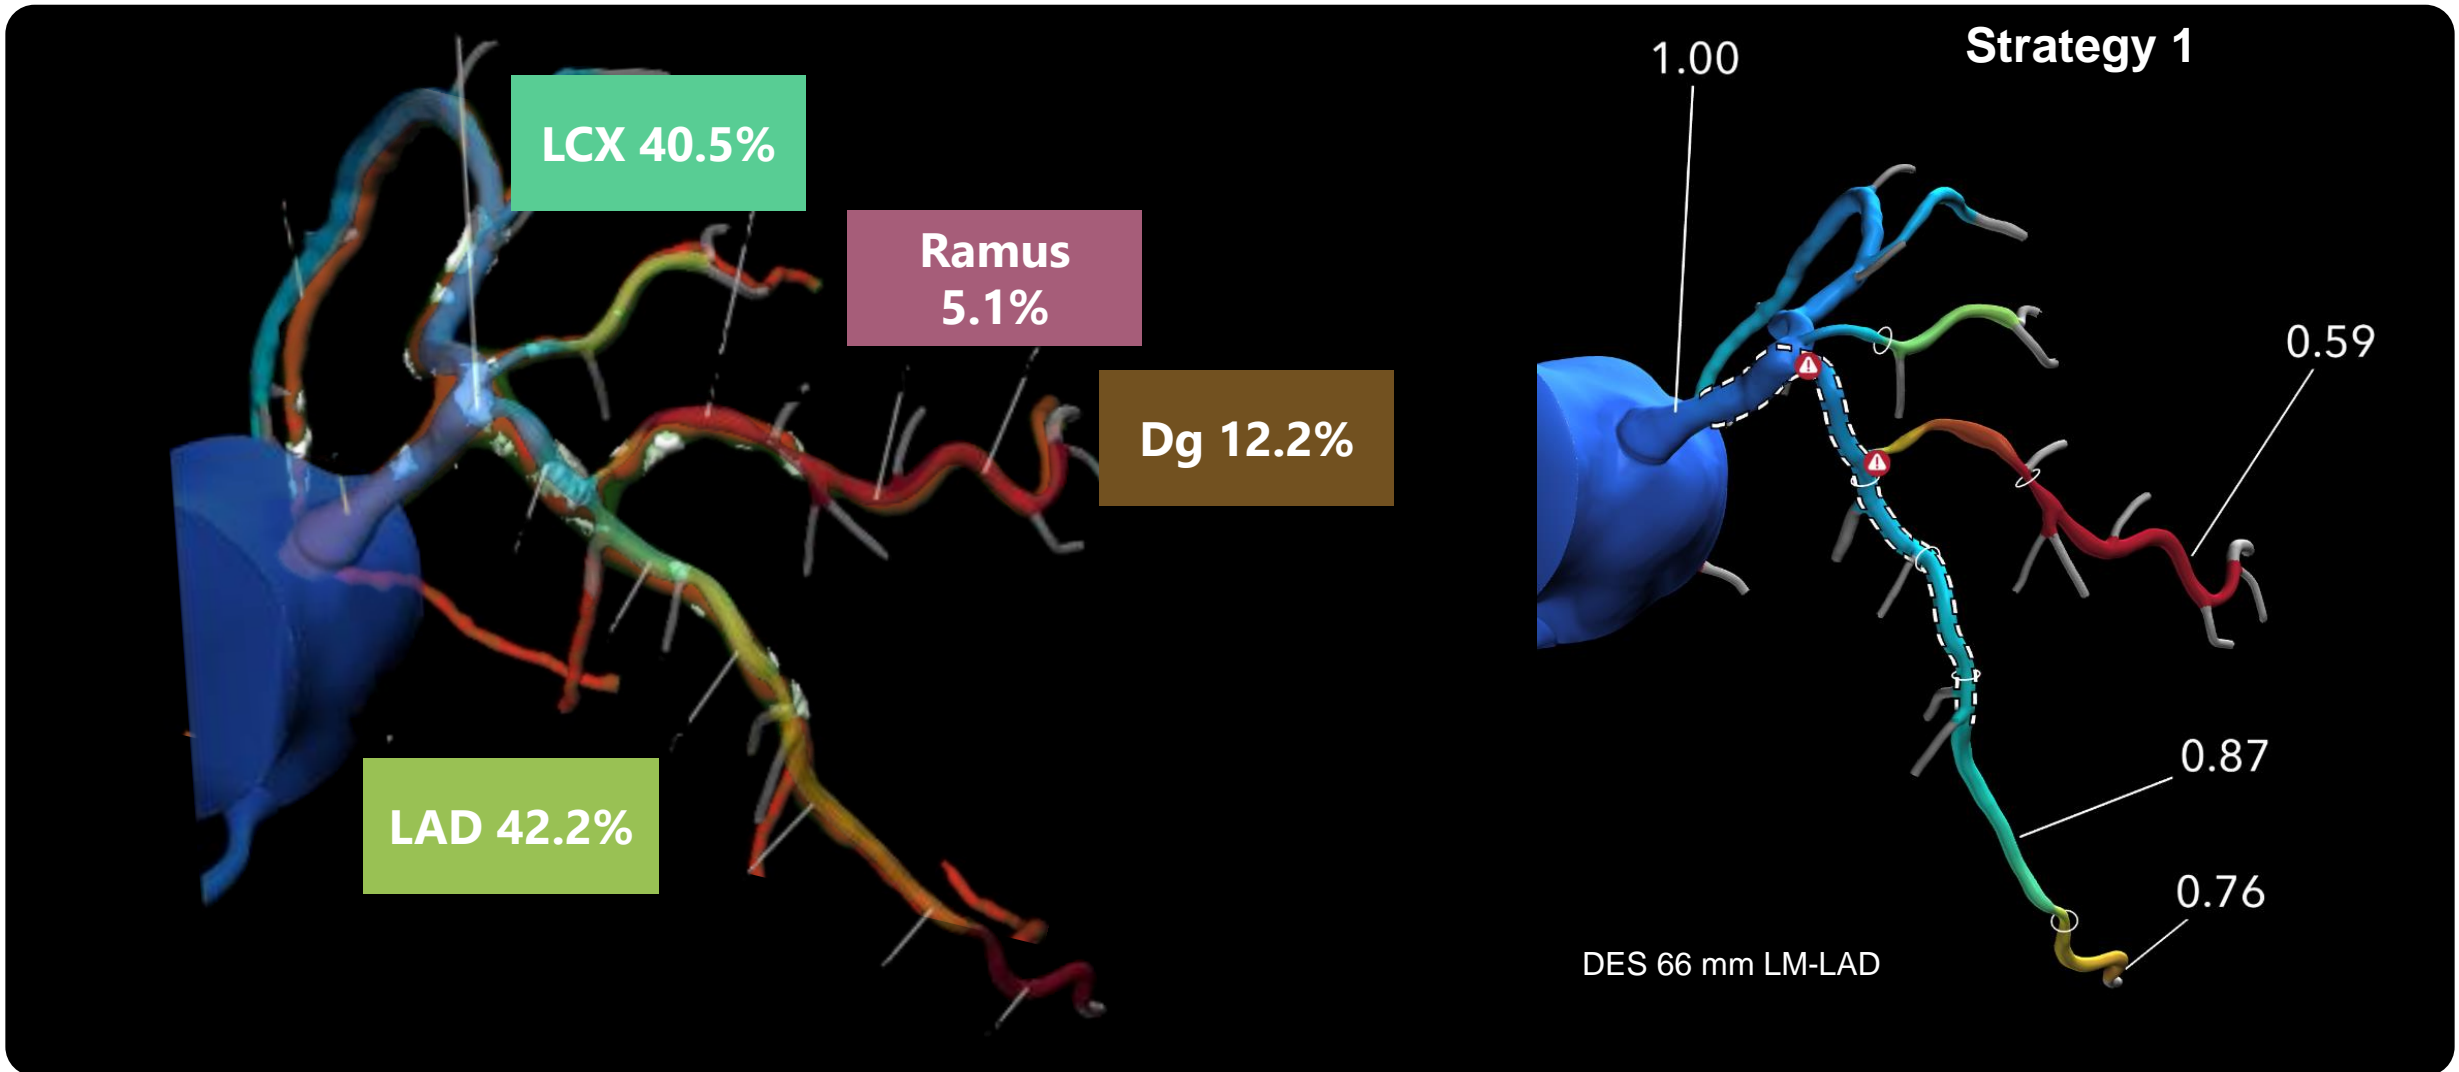 LCX 40.5%
Ramus
5.1%
Dg 12.2%
LAD 42.2%
Strategy 1
1.00
0.59
0.87
0.76
DES 66 mm LM-LAD